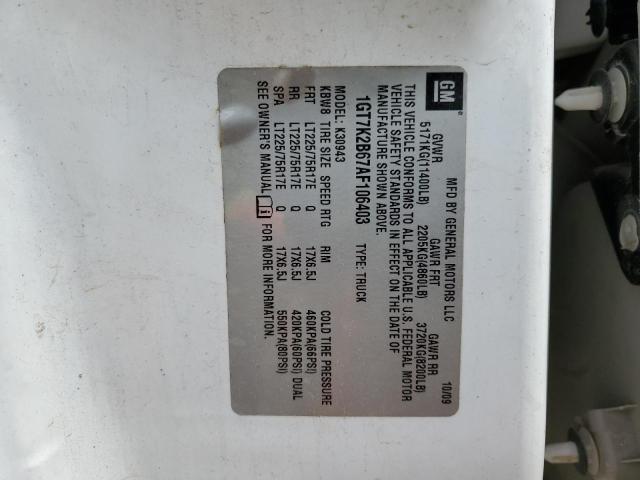 GM
®
MFD BY GENERAL MOTORS LLC 10/09
GVWR GAWR FRT GAWR RR
5171KG(11400LB) 2205KG(4860LB) 3720KG(8200LB)
THIS VEHICLE CONFORMS TO ALL APPLICABLE U.S. FEDERAL MOTOR
VEHICLE SAFETY STANDARDS IN EFFECT ON THE DATE OF
MANUFACTURE SHOWN ABOVE.
1GT7K2B67AF106403 TYPE: TRUCK
MODEL: K30943
KBW8 TIRE SIZE SPEED RTG RIM COLD TIRE PRESSURE
FRT LT225/75R17E Q 17X6.5J 460KPA(66PSI)
RR LT225/75R17E Q 17X6.5J 420KPA(60PSI) DUAL
SPA LT225/75R17E Q 17X6.5J 550KPA(80PSI)
SEE OWNER'S MANUAL i FOR MORE INFORMATION.